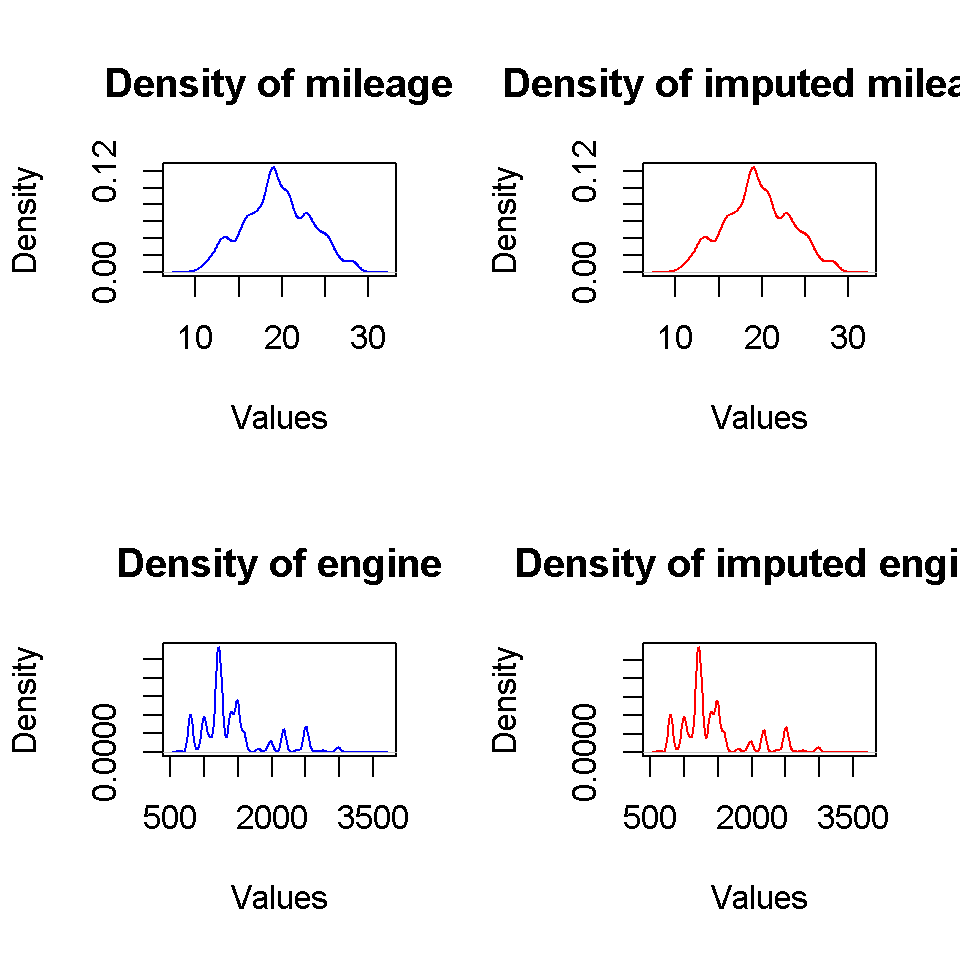 Density of mileage
Density
0.00
0.12
10
20
30
Values
Density of imputed milea
Density
0.00
0.12
10
20
30
Values
Density of engine
Density
0.0000
500
2000
3500
Values
Density of imputed engi
Density
0.0000
500
2000
3500
Values